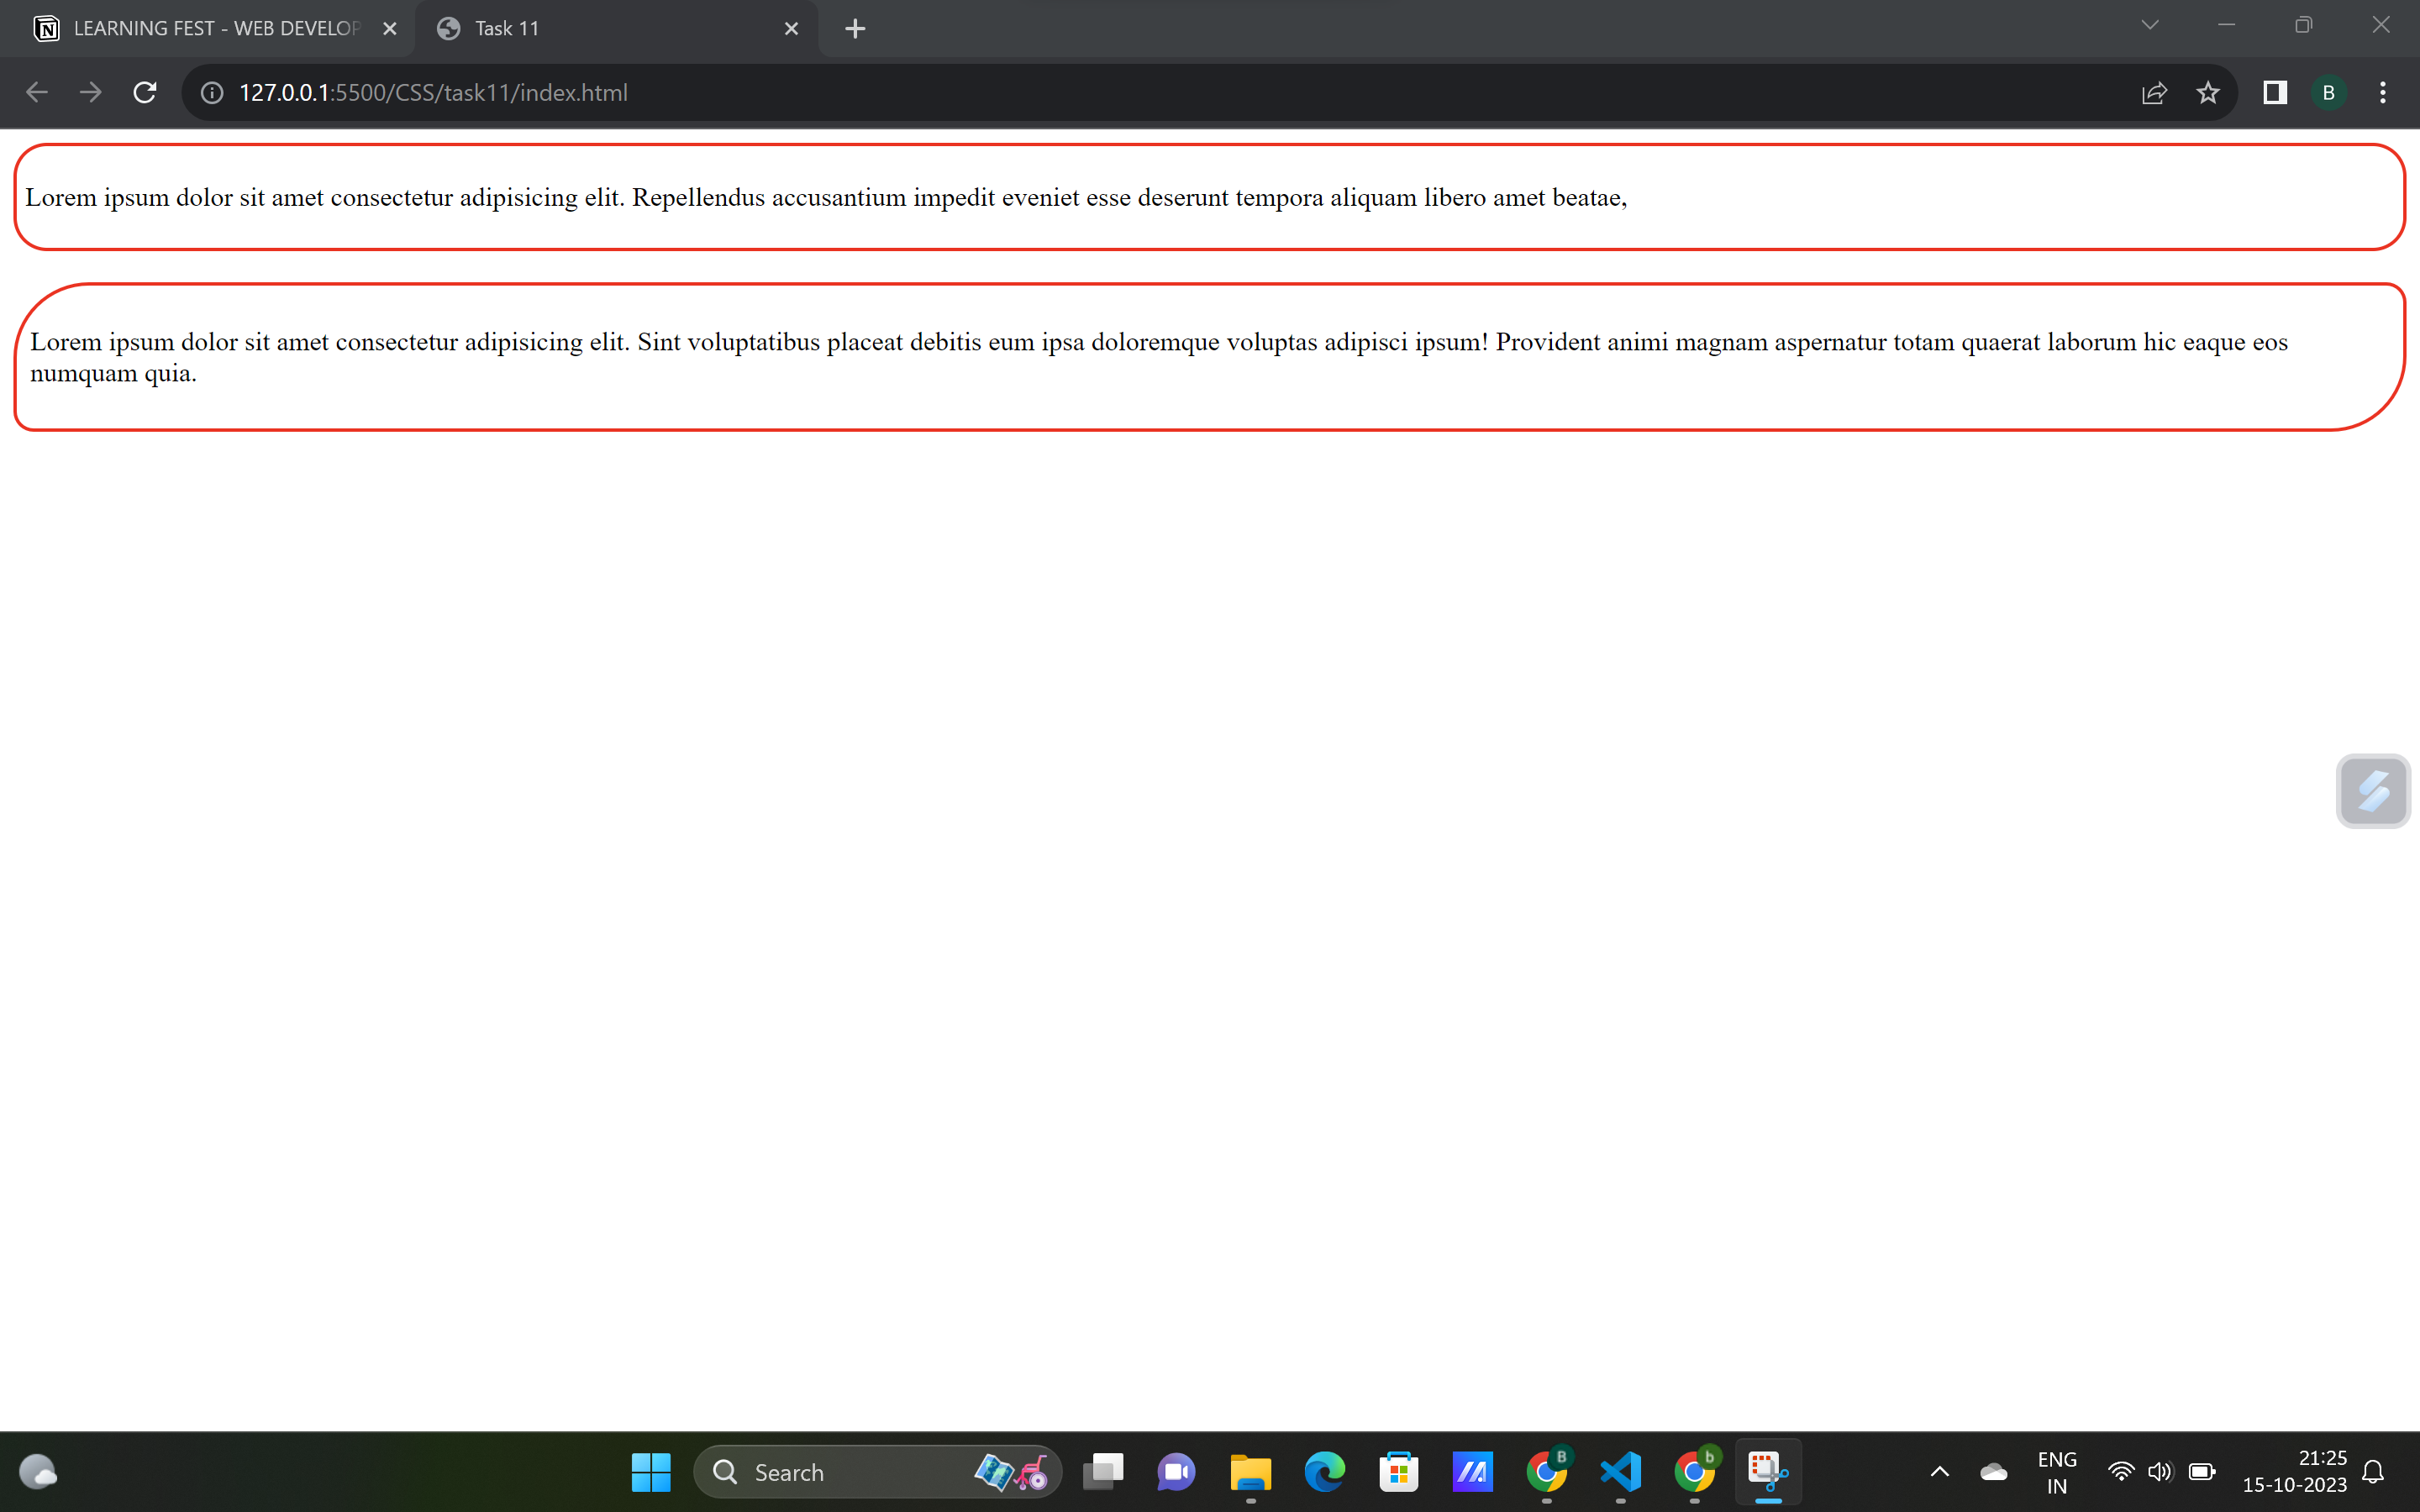 LEARNING FEST - WEB DEVELOP
Task 11
127.0.0.1:5500/CSS/task11/index.html
B
Lorem ipsum dolor sit amet consectetur adipisicing elit. Repellendus accusantium impedit eveniet esse deserunt tempora aliquam libero amet beatae,
Lorem ipsum dolor sit amet consectetur adipisicing elit. Sint voluptatibus placeat debitis eum ipsa doloremque voluptas adipisci ipsum! Provident animi magnam aspernatur totam quaerat laborum hic eaque eos
numquam quia.
Search
B
b
ENG
IN
21:25
15-10-2023